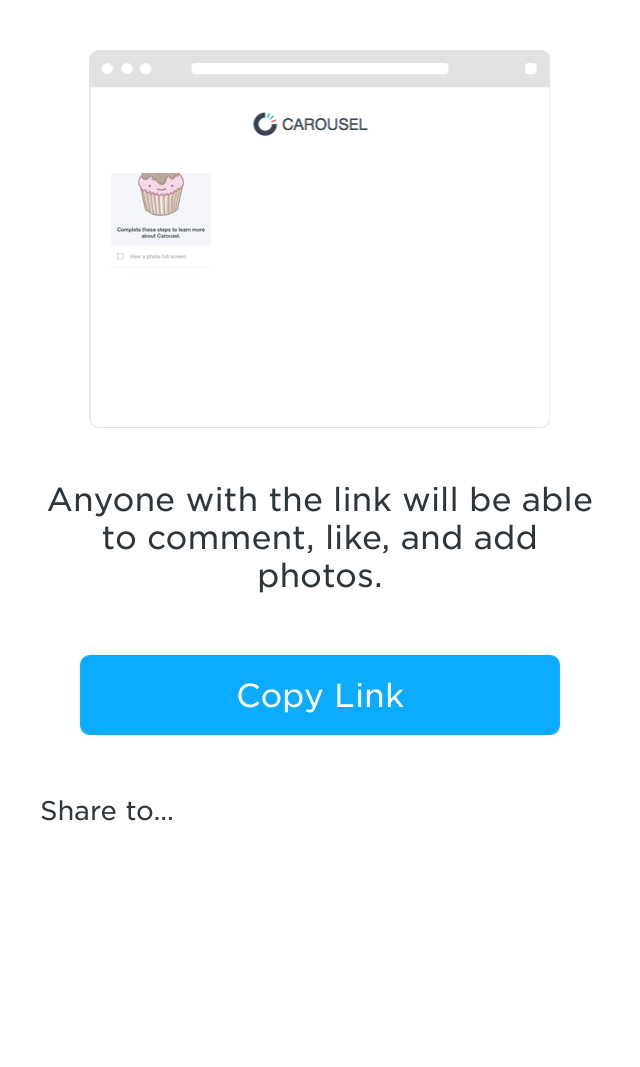 CAROUSEL
Complete these steps to learn more
about Carousel.
View a photo full screen
Anyone with the link will be able
to comment, like, and add
photos.
Copy Link
Share to...